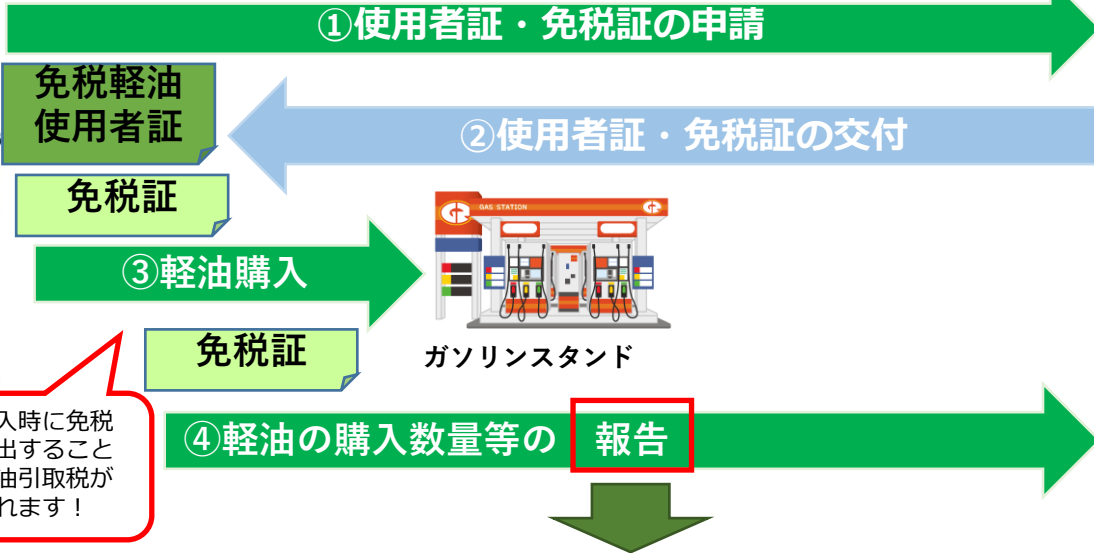 ①使用者証・免税証の申請
免税軽油
使用者証
②使用者証・免税証の交付
免税証
GAS STATION
③軽油購入
免税証
ガソリンスタンド
入時に免税
出すること
油引取税が
れます！
④軽油の購入数量等の 報告